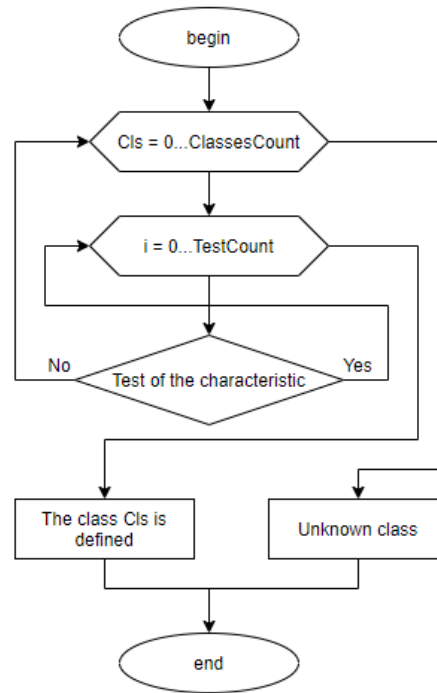 begin
Cls = 0...ClassesCount
i = 0...TestCount
No
Test of the characteristic
Yes
The class Cls is
defined
Unknown class
end